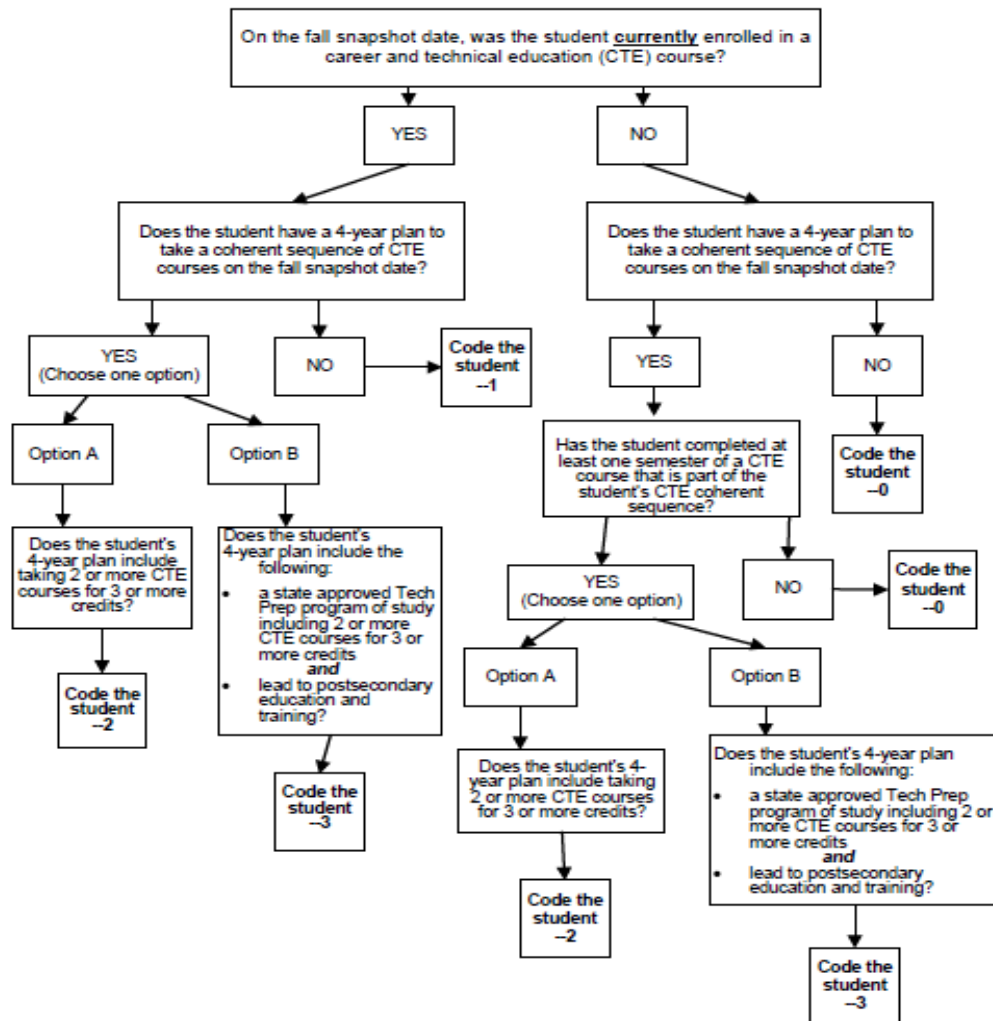 On the fall snapshot date, was the student currently enrolled in a
career and technical education (CTE) course?
YES
NO
Does the student have a 4-year plan to
take a coherent sequence of CTE
courses on the fall snapshot date?
Does the student have a 4-year plan to
take a coherent sequence of CTE
courses on the fall snapshot date?
YES
(Choose one option)
NO
Code the
student
--1
YES
NO
Option A
Option B
Has the student completed at
least one semester of a CTE
course that is part of the
student's CTE coherent
sequence?
Code the
student
--0
Does the student's
4-year plan include
taking 2 or more CTE
courses for 3 or more
credits?
Does the student's
4-year plan include the
following:
• a state approved Tech
Prep program of study
including 2 or more
CTE courses for 3 or
more credits
and
• lead to postsecondary
education and
training?
YES
(Choose one option)
NO
Code the
student
--0
Code the
student
--2
Option A
Option B
Code the
student
--3
Does the student's 4-
year plan include taking
2 or more CTE courses
for 3 or more credits?
Does the student's 4-year plan
include the following:
• a state approved Tech Prep
program of study including 2 or
more CTE courses for 3 or
more credits
and
• lead to postsecondary
education and training?
Code the
student
--2
Code the
student
--3